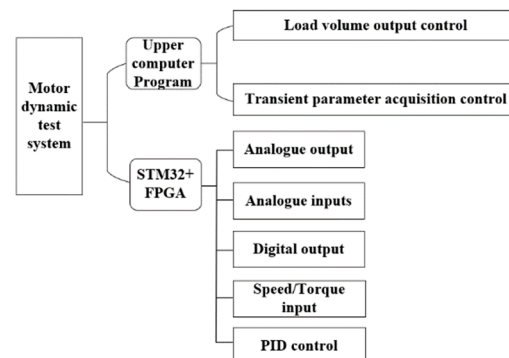 Motor
dynamic
test
system
Upper
computer
Program
Load volume output control
Transient parameter acquisition control
STM32+
FPGA
Analogue output
Analogue inputs
Digital output
Speed/Torque
input
PID control